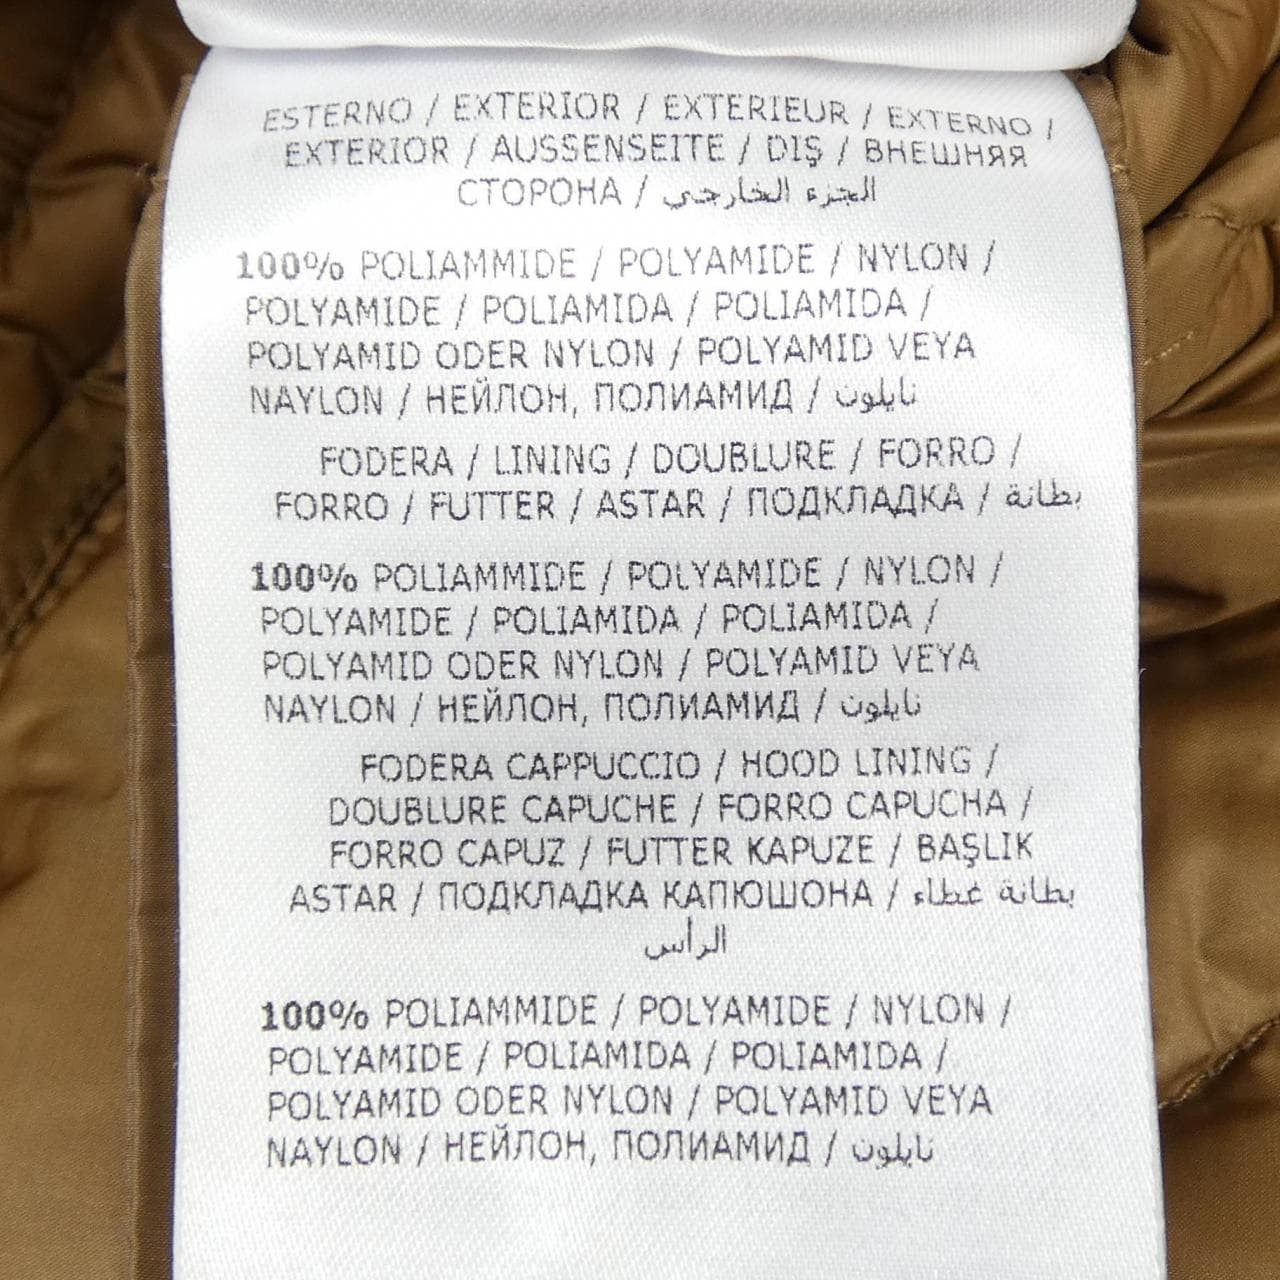 ESTERNO / EXTERIOR / EXTERIEUR / EXTERNO /
EXTERIOR / AUSSENSEITE / DIŞ / ВНЕШНЯЯ
СТОРОНА / الجزء الخارجي
100% POLIAMMIDE / POLYAMIDE / NYLON /
POLYAMIDE / POLIAMIDA / POLIAMIDA /
POLYAMID ODER NYLON / POLYAMID VEYA
NAYLON / НЕЙЛОН, ПОЛИАМИД / نايلون
FODERA / LINING / DOUBLURE / FORRO /
FORRO / FUTTER / ASTAR / ПОДКЛАДКА / بطانة
100% POLIAMMIDE / POLYAMIDE / NYLON /
POLYAMIDE / POLIAMIDA / POLIAMIDA /
POLYAMID ODER NYLON / POLYAMID VEYA
NAYLON / НЕЙЛОН, ПОЛИАМИД / نايلون
FODERA CAPPUCCIO / HOOD LINING /
DOUBLURE CAPUCHE / FORRO CAPUCHA /
FORRO CAPUZ / FUTTER KAPUZE / BAŞLIK
ASTAR / ПОДКЛАДКА КАПЮШОНА / بطانة غطاء
الرأس
100% POLIAMMIDE / POLYAMIDE / NYLON /
POLYAMIDE / POLIAMIDA / POLIAMIDA /
POLYAMID ODER NYLON / POLYAMID VEYA
NAYLON / НЕЙЛОН, ПОЛИАМИД / نايلون